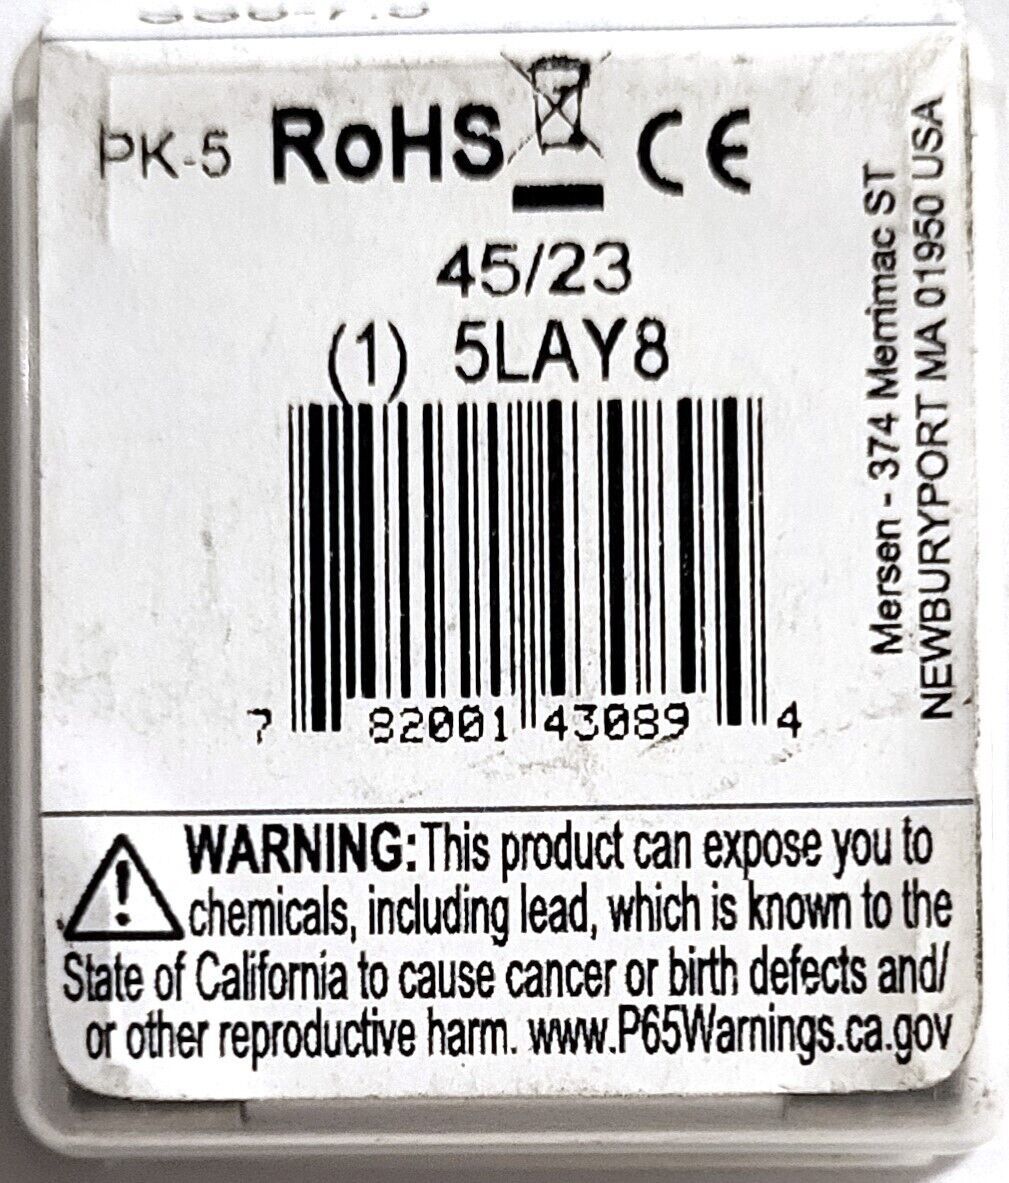 PK-5 RoHS CE
45/23
(1) 5LAY8
7 82001 43089 4
Mersen - 374 Merrimac ST
NEWBURYPORT MA 01950 USA
WARNING: This product can expose you to
chemicals, including lead, which is known to the
State of California to cause cancer or birth defects and/
or other reproductive harm. www.P65Warnings.ca.gov